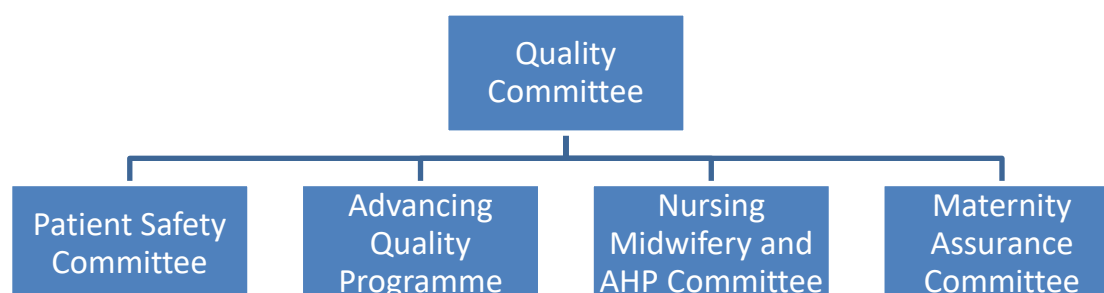 Quality
Committee
Patient Safety
Committee
Advancing
Quality
Programme
Nursing
Midwifery and
AHP Committee
Maternity
Assurance
Committee